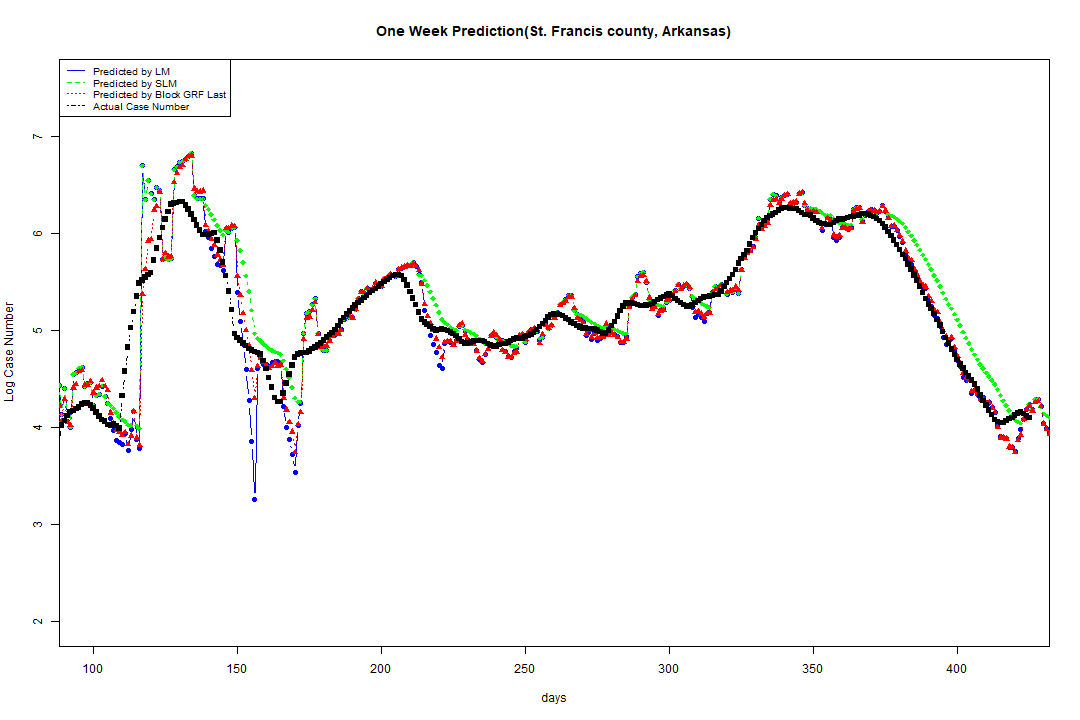 One Week Prediction(St. Francis county, Arkansas)
Predicted by LM
Predicted by SLM
Predicted by Block GRF Last
Actual Case Number
7
6
5
4
3
2
Log Case Number
100 150 200 250 300 350 400
days